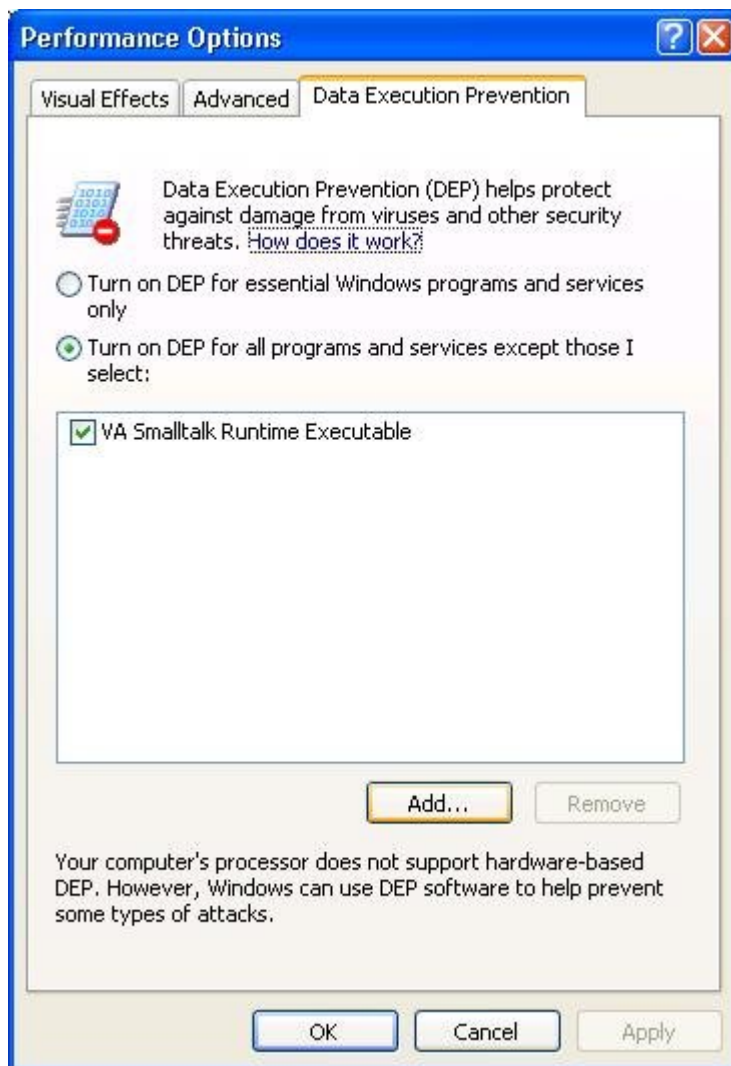 Performance Options
Visual Effects
Advanced
Data Execution Prevention
Data Execution Prevention (DEP) helps protect
against damage from viruses and other security
threats. How does it work?
Turn on DEP for essential Windows programs and services
only
Turn on DEP for all programs and services except those I
select:
VA Smalltalk Runtime Executable
Add...
Remove
Your computer's processor does not support hardware-based
DEP. However, Windows can use DEP software to help prevent
some types of attacks.
OK
Cancel
Apply